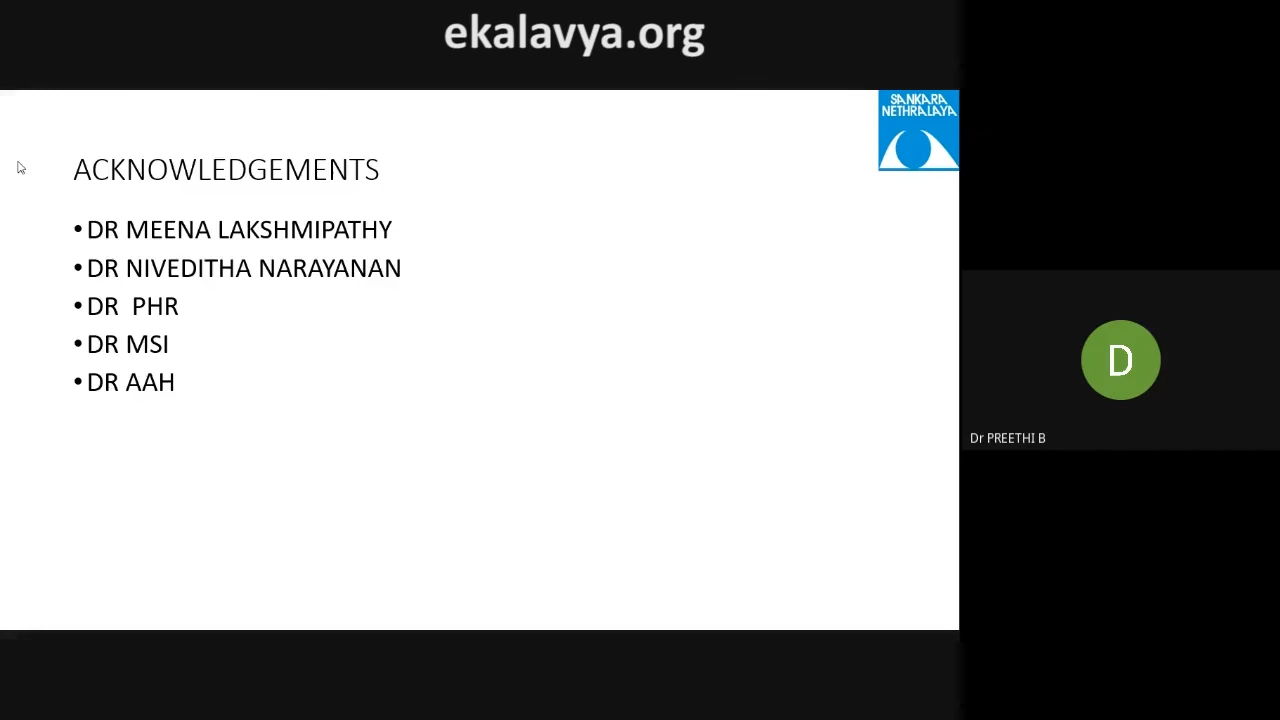 ekalavya.org
SANKARA
NETHRALAYA
ACKNOWLEDGEMENTS
• DR MEENA LAKSHMIPATHY
• DR NIVEDITHA NARAYANAN
• DR  PHR
• DR MSI
• DR AAH
D
Dr PREETHI B